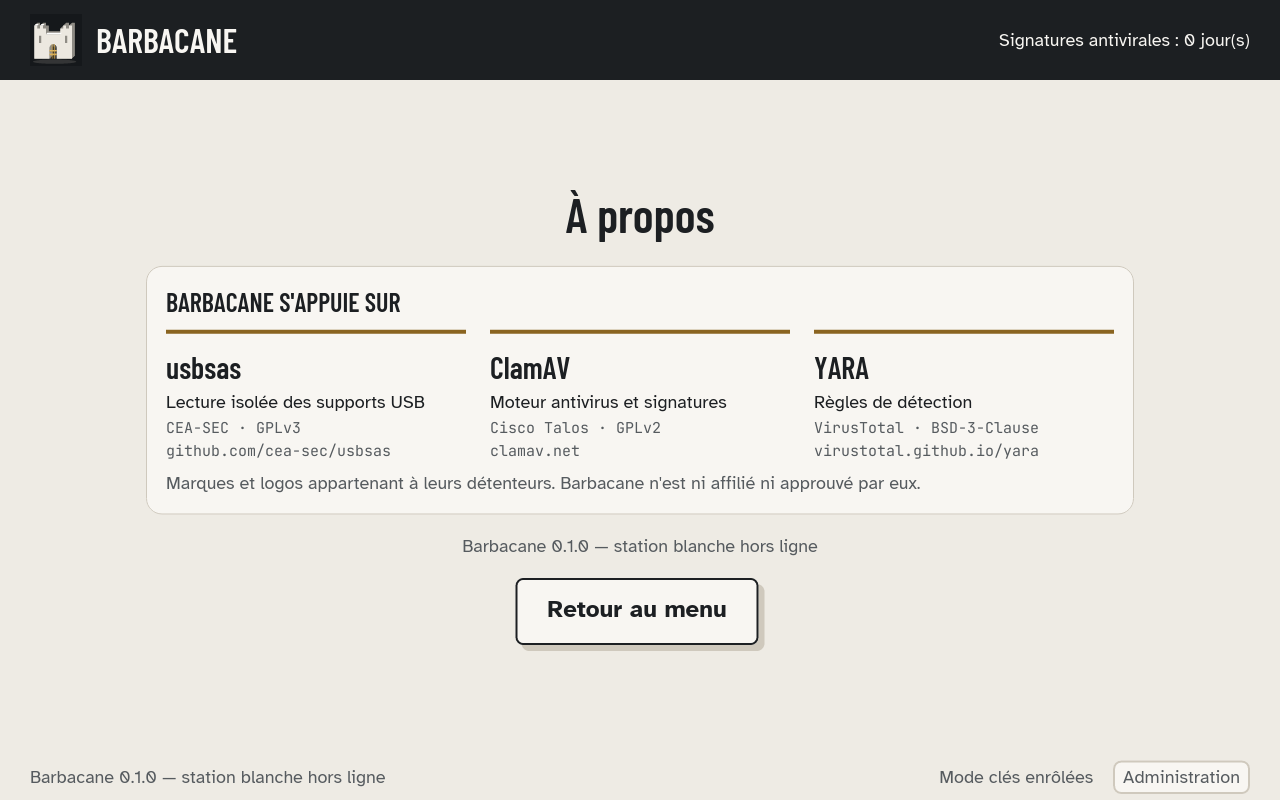 BARBACANE
Signatures antivirales : 0 jour(s)
À propos
BARBACANE S'APPUIE SUR
usbsas
Lecture isolée des supports USB
CEA-SEC · GPLv3
github.com/cea-sec/usbsas
ClamAV
Moteur antivirus et signatures
Cisco Talos · GPLv2
clamav.net
YARA
Règles de détection
VirusTotal · BSD-3-Clause
virustotal.github.io/yara
Marques et logos appartenant à leurs détenteurs. Barbacane n'est ni affilié ni approuvé par eux.
Barbacane 0.1.0 — station blanche hors ligne
Retour au menu
Barbacane 0.1.0 — station blanche hors ligne
Mode clés enrôlées
Administration